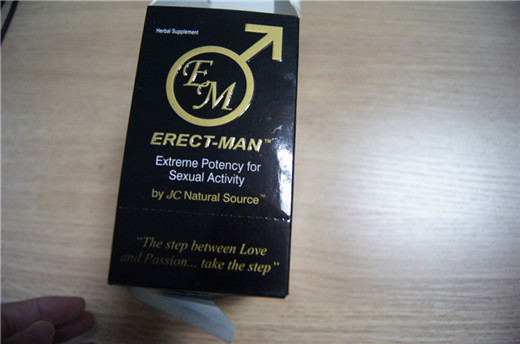 Herbal Supplement
EM
ERECT-MAN™
Extreme Potency for
Sexual Activity
by JC Natural Source™
"The step between Love
and Passion... take the step"